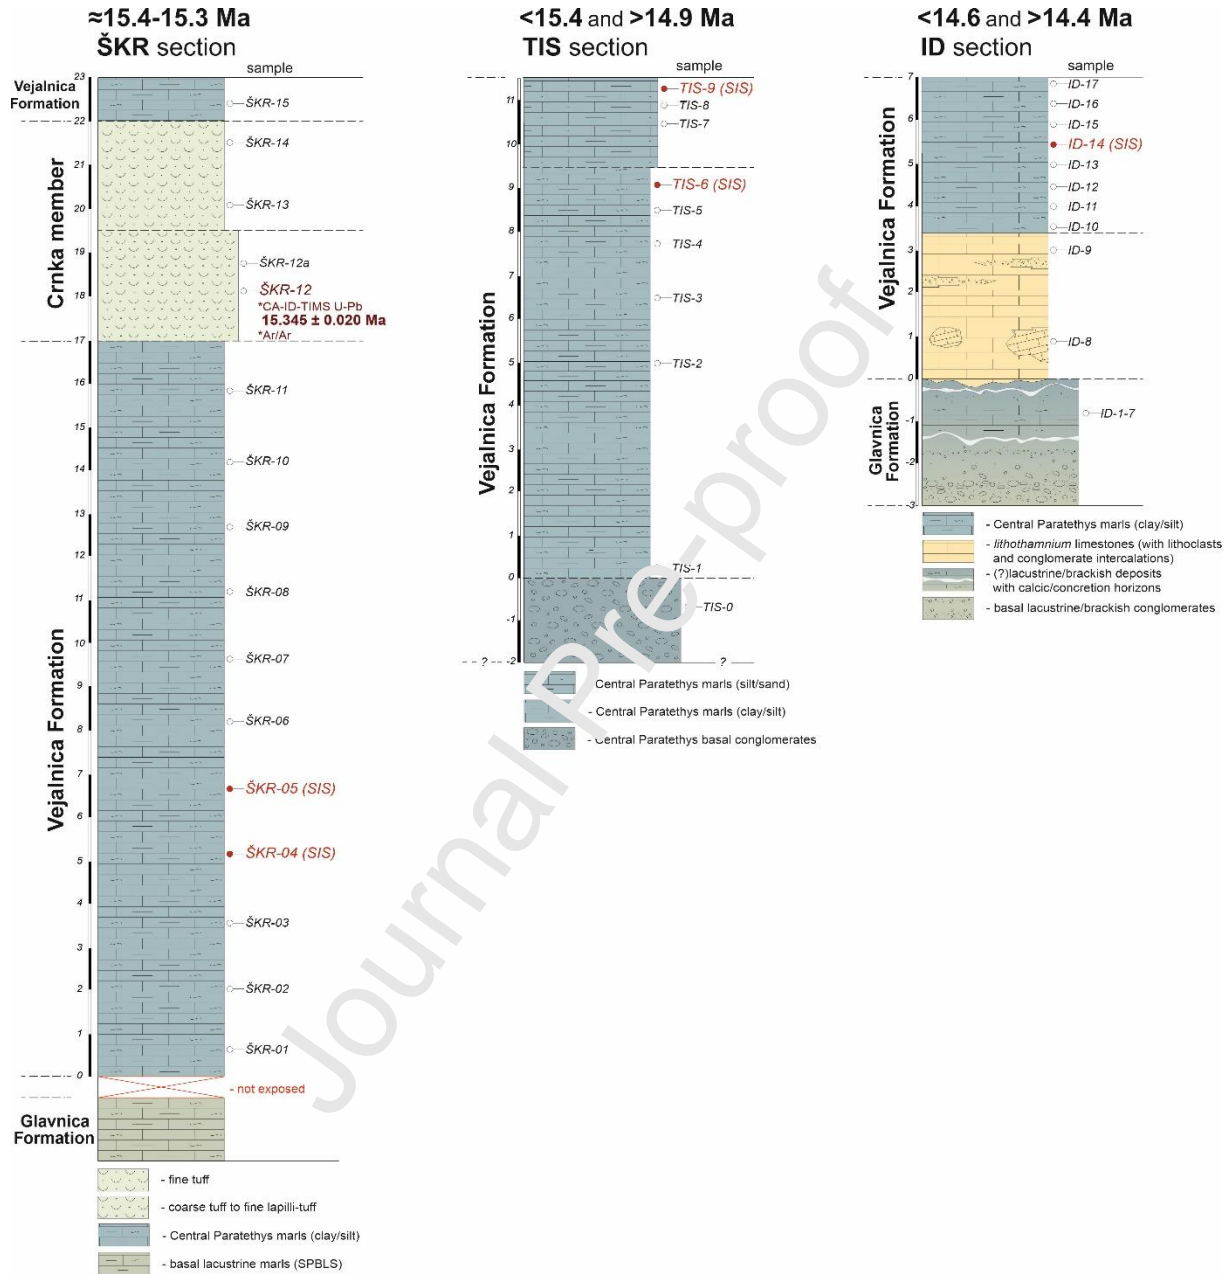 ≈15.4-15.3 Ma
ŠKR section
sample
Vejalnica
Formation
Crnka member
Vejalnica Formation
Glavnica
Formation
23
22
21
20
19
18
17
16
15
14
13
12
11
10
9
8
7
6
5
4
3
2
1
0
ŠKR-15
ŠKR-14
ŠKR-13
ŠKR-12a
ŠKR-12
*CA-ID-TIMS U-Pb
15.345 ± 0.020 Ma
*Ar/Ar
ŠKR-11
ŠKR-10
ŠKR-09
ŠKR-08
ŠKR-07
ŠKR-06
ŠKR-05 (SIS)
ŠKR-04 (SIS)
ŠKR-03
ŠKR-02
ŠKR-01
- not exposed
- fine tuff
- coarse tuff to fine lapilli-tuff
- Central Paratethys marls (clay/silt)
- basal lacustrine marls (SPBLS)
<15.4 and >14.9 Ma
TIS section
sample
Vejalnica Formation
11
10
9
8
7
6
5
4
3
2
1
0
-1
-2
?
?
TIS-9 (SIS)
TIS-8
TIS-7
TIS-6 (SIS)
TIS-5
TIS-4
TIS-3
TIS-2
TIS-1
TIS-0
Central Paratethys marls (silt/sand)
- Central Paratethys marls (clay/silt)
- Central Paratethys basal conglomerates
<14.6 and >14.4 Ma
ID section
sample
Vejalnica Formation
Glavnica
Formation
7
6
5
4
3
2
1
0
-1
-2
-3
ID-17
ID-16
ID-15
ID-14 (SIS)
ID-13
ID-12
ID-11
ID-10
ID-9
ID-8
ID-1-7
- Central Paratethys marls (clay/silt)
- lithothamnium limestones (with lithoclasts
and conglomerate intercalations)
- (?)lacustrine/brackish deposits
with calcic/concretion horizons
- basal lacustrine/brackish conglomerates
Journal Pre-proof